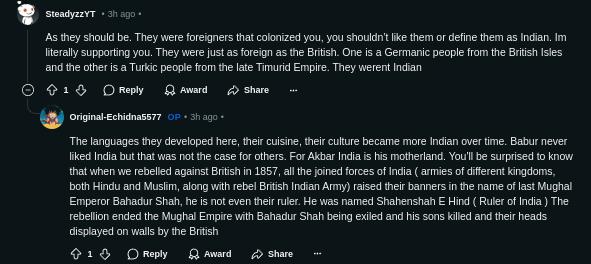 SteadyzzYT • 3h ago •
As they should be. They were foreigners that colonized you, you shouldn't like them or define them as Indian. Im
literally supporting you. They were just as foreign as the British. One is a Germanic people from the British Isles
and the other is a Turkic people from the late Timurid Empire. They werent Indian
1 Reply Award Share ...
Original-Echidna5577 OP • 3h ago •
The languages they developed here, their cuisine, their culture became more Indian over time. Babur never
liked India but that was not the case for others. For Akbar India is his motherland. You'll be surprised to know
that when we rebelled against British in 1857, all the joined forces of India ( armies of different kingdoms,
both Hindu and Muslim, along with rebel British Indian Army) raised their banners in the name of last Mughal
Emperor Bahadur Shah, he is not even their ruler. He was named Shahenshah E Hind ( Ruler of India ) The
rebellion ended the Mughal Empire with Bahadur Shah being exiled and his sons killed and their heads
displayed on walls by the British
1 Reply Award Share ...